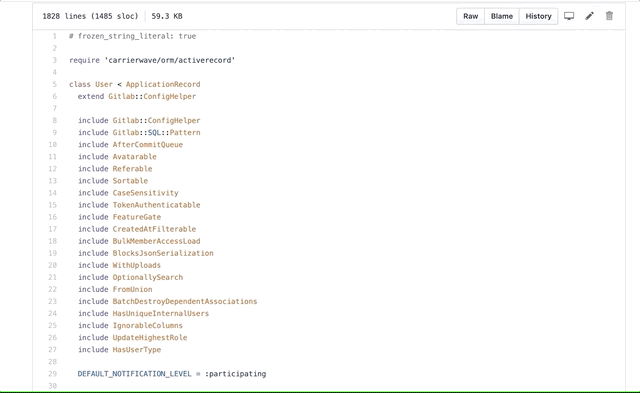 1828 lines (1485 sloc) | 59.3 KB Raw Blame History
1 # frozen_string_literal: true
2
3 require 'carrierwave/orm/activerecord'
4
5 class User < ApplicationRecord
6 extend Gitlab::ConfigHelper
7
8 include Gitlab::ConfigHelper
9 include Gitlab::SQL::Pattern
10 include AfterCommitQueue
11 include Avatarable
12 include Referable
13 include Sortable
14 include CaseSensitivity
15 include TokenAuthenticatable
16 include FeatureGate
17 include CreatedAtFilterable
18 include BulkMemberAccessLoad
19 include BlocksJsonSerialization
20 include WithUploads
21 include OptionallySearch
22 include FromUnion
23 include BatchDestroyDependentAssociations
24 include HasUniqueInternalUsers
25 include IgnorableColumns
26 include UpdateHighestRole
27 include HasUserType
28
29 DEFAULT_NOTIFICATION_LEVEL = :participating
30